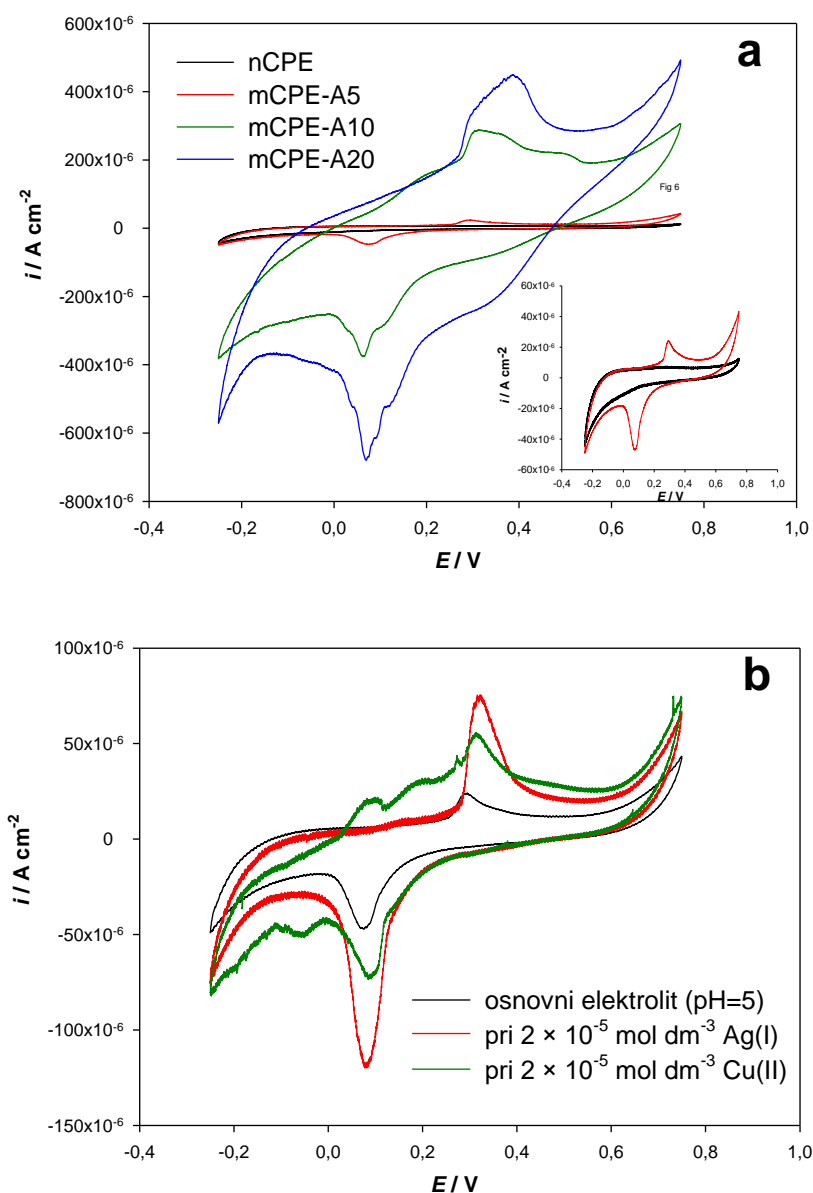 a
nCPE
mCPE-A5
mCPE-A10
mCPE-A20
600x10-6
400x10-6
200x10-6
0
-200x10-6
-400x10-6
-600x10-6
-800x10-6
i / A cm-2
-0,4 -0,2 0,0 0,2 0,4 0,6 0,8 1,0
E / V
Fig 6
60x10-6
40x10-6
20x10-6
0
-20x10-6
-40x10-6
-60x10-6
i / A cm-2
-0,4 -0,2 0,0 0,2 0,4 0,6 0,8 1,0
E / V
b
100x10-6
50x10-6
0
-50x10-6
-100x10-6
-150x10-6
i / A cm-2
osnovni elektrolit (pH=5)
pri 2 × 10-5 mol dm-3 Ag(I)
pri 2 × 10-5 mol dm-3 Cu(II)
-0,4 -0,2 0,0 0,2 0,4 0,6 0,8 1,0
E / V